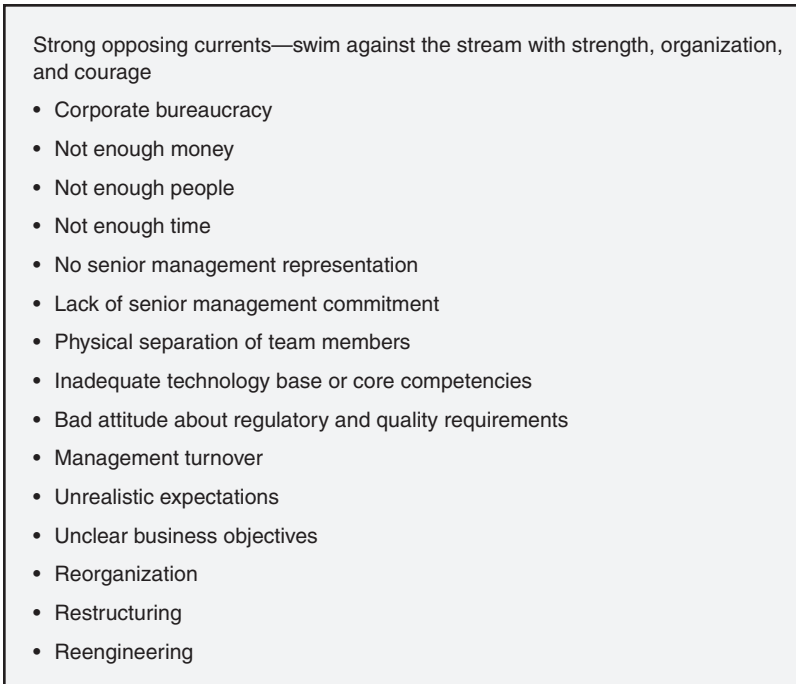 Strong opposing currents—swim against the stream with strength, organization,
and courage
• Corporate bureaucracy
• Not enough money
• Not enough people
• Not enough time
• No senior management representation
• Lack of senior management commitment
• Physical separation of team members
• Inadequate technology base or core competencies
• Bad attitude about regulatory and quality requirements
• Management turnover
• Unrealistic expectations
• Unclear business objectives
• Reorganization
• Restructuring
• Reengineering